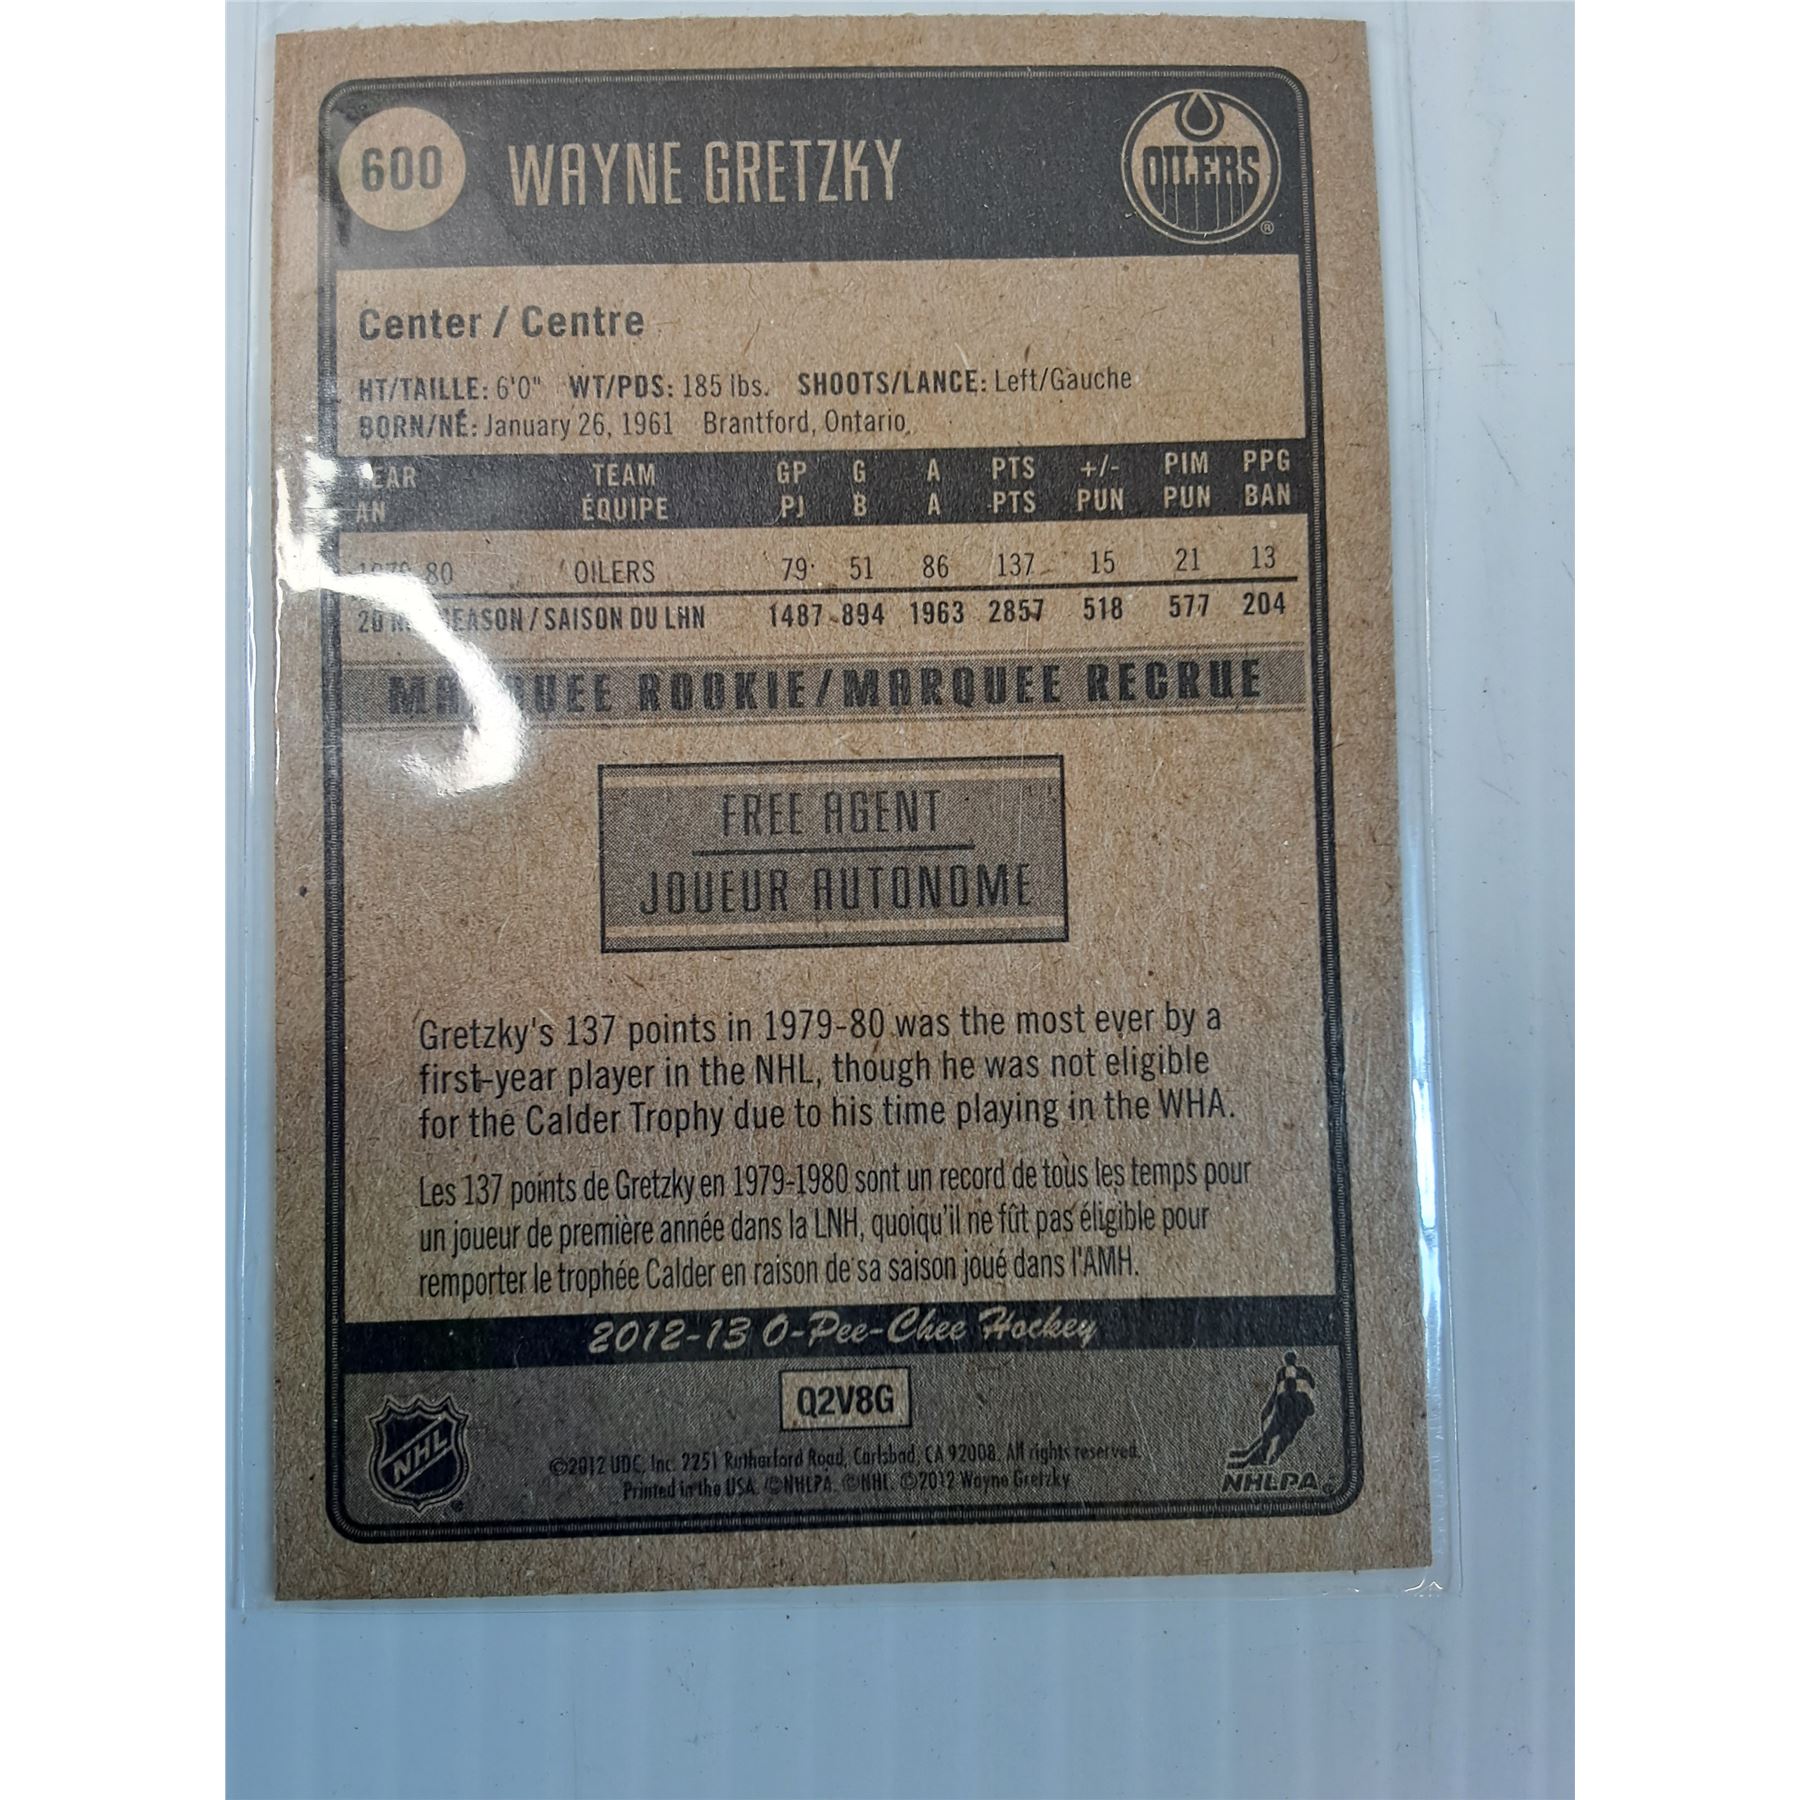 600 WAYNE GRETZKY OILERS ®
Center / Centre
HT/TAILLE: 6'0" WT/PDS: 185 lbs. SHOOTS/LANCE: Left/Gauche
BORN/NÉ: January 26, 1961 Brantford, Ontario
YEAR TEAM GP G A PTS +/- PIM PPG
AN ÉQUIPE PJ B A PTS PUN PUN BAN
1979-80 OILERS 79 51 86 137 15 21 13
20 SEASON / SAISON DU LHN 1487 894 1963 2857 518 577 204
MARQUEE ROOKIE/MARQUEE RECRUE
FREE AGENT
JOUEUR AUTONOME
Gretzky's 137 points in 1979-80 was the most ever by a
first-year player in the NHL, though he was not eligible
for the Calder Trophy due to his time playing in the WHA.
Les 137 points de Gretzky en 1979-1980 sont un record de tous les temps pour
un joueur de première année dans la LNH, quoiqu'il ne fût pas éligible pour
remporter le trophée Calder en raison de sa saison joué dans l'AMH.
2012-13 O-Pee-Chee Hockey
Q2V8G
NHL
©2012 UDC, Inc. 2251 Rutherford Road, Carlsbad, CA 92008. All rights reserved.
Printed in the USA. ©NHLPA. ©NHL. ©2012 Wayne Gretzky
NHLPA